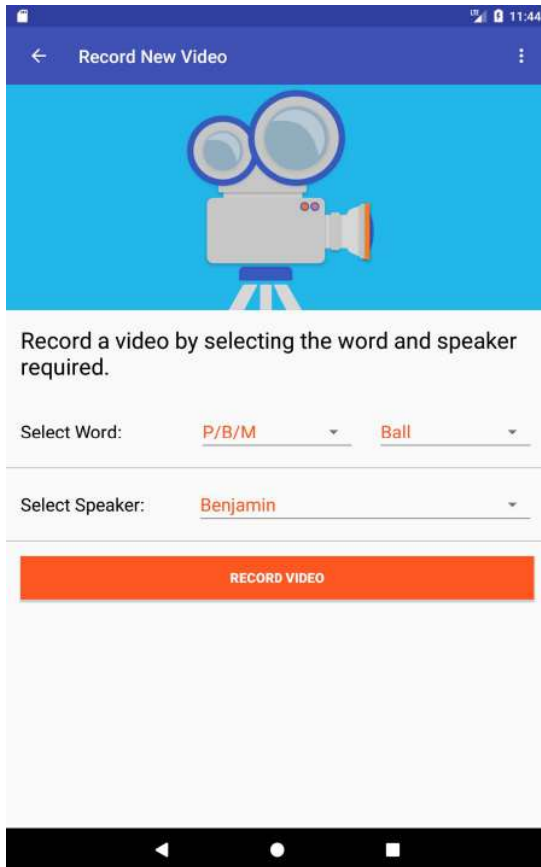 LTE 11:44
Record New Video
Record a video by selecting the word and speaker
required.
Select Word: P/B/M Ball
Select Speaker: Benjamin
RECORD VIDEO